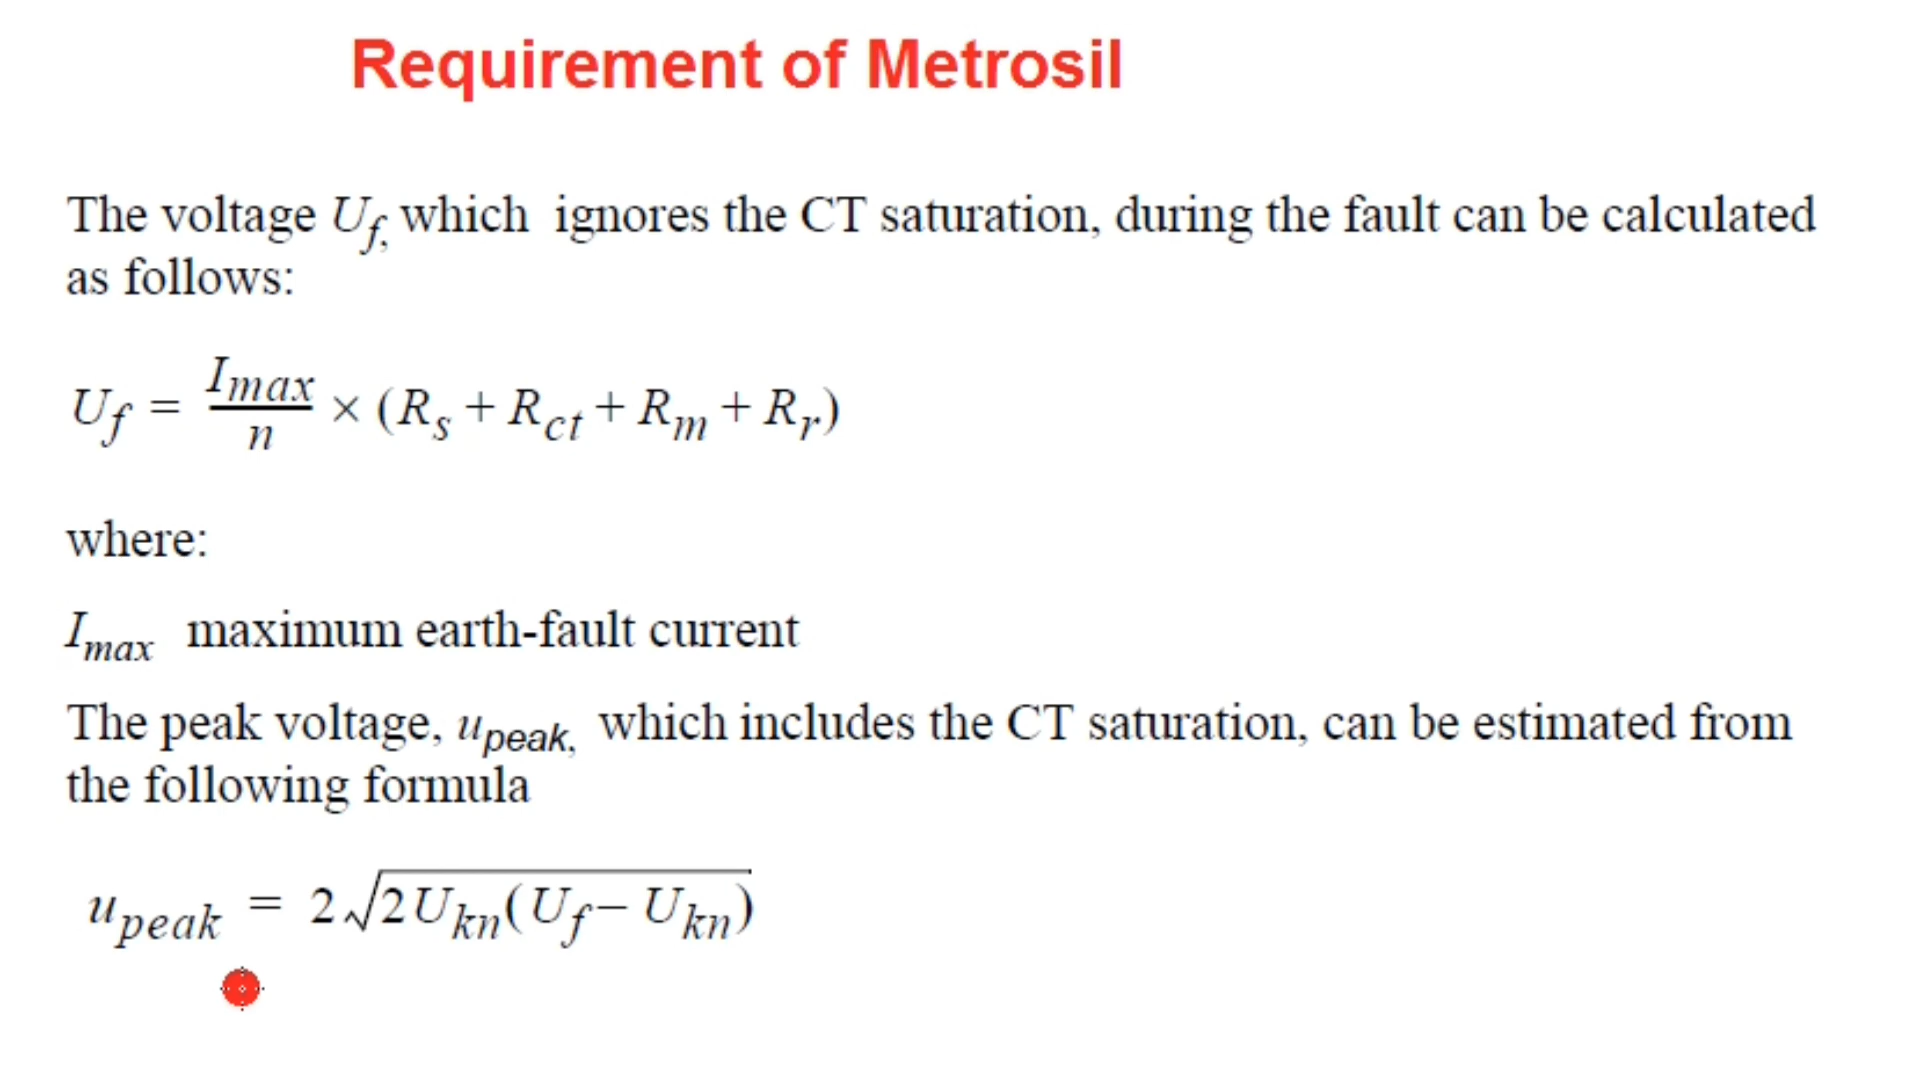 Requirement of Metrosil
The voltage U_f, which ignores the CT saturation, during the fault can be calculated
as follows:
U_f = I_max / n × (R_s + R_ct + R_m + R_r)
where:
I_max maximum earth-fault current
The peak voltage, u_peak, which includes the CT saturation, can be estimated from
the following formula
u_peak = 2√(2U_kn(U_f − U_kn))